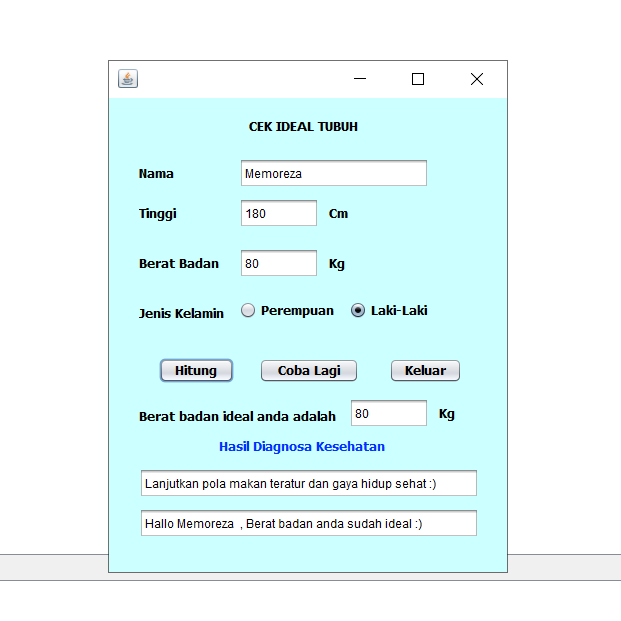 CEK IDEAL TUBUH
Nama Memoreza
Tinggi 180 Cm
Berat Badan 80 Kg
Jenis Kelamin Perempuan Laki-Laki
Hitung Coba Lagi Keluar
Berat badan ideal anda adalah 80 Kg
Hasil Diagnosa Kesehatan
Lanjutkan pola makan teratur dan gaya hidup sehat :)
Hallo Memoreza , Berat badan anda sudah ideal :)